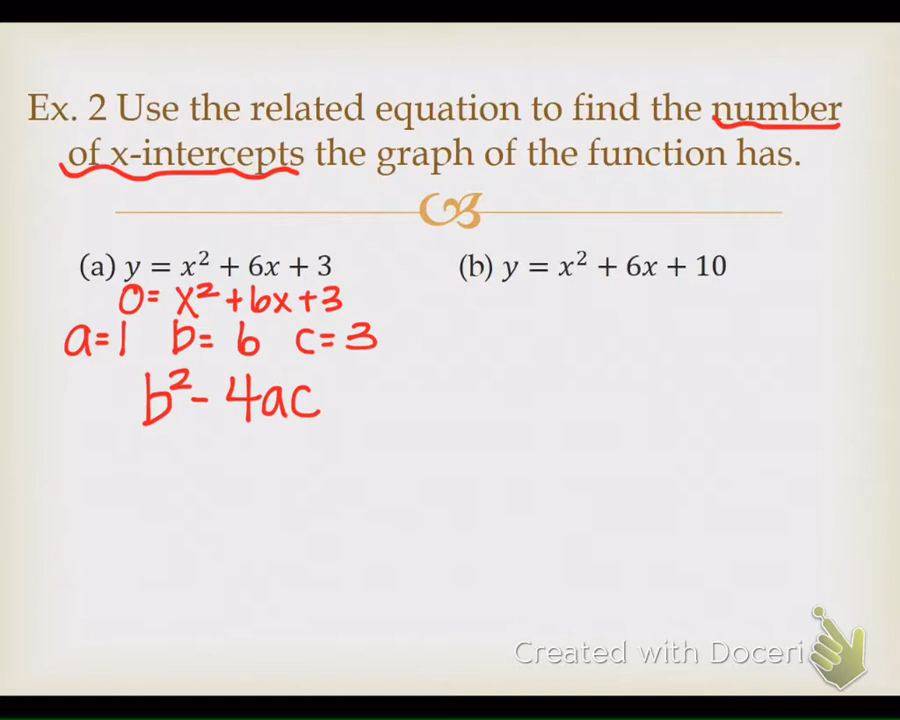 Ex. 2 Use the related equation to find the number
of x-intercepts the graph of the function has.
(a) y = x² + 6x + 3
(b) y = x² + 6x + 10
0 = x² + 6x + 3
a = 1 b = 6 c = 3
b² - 4ac
Created with Doceri